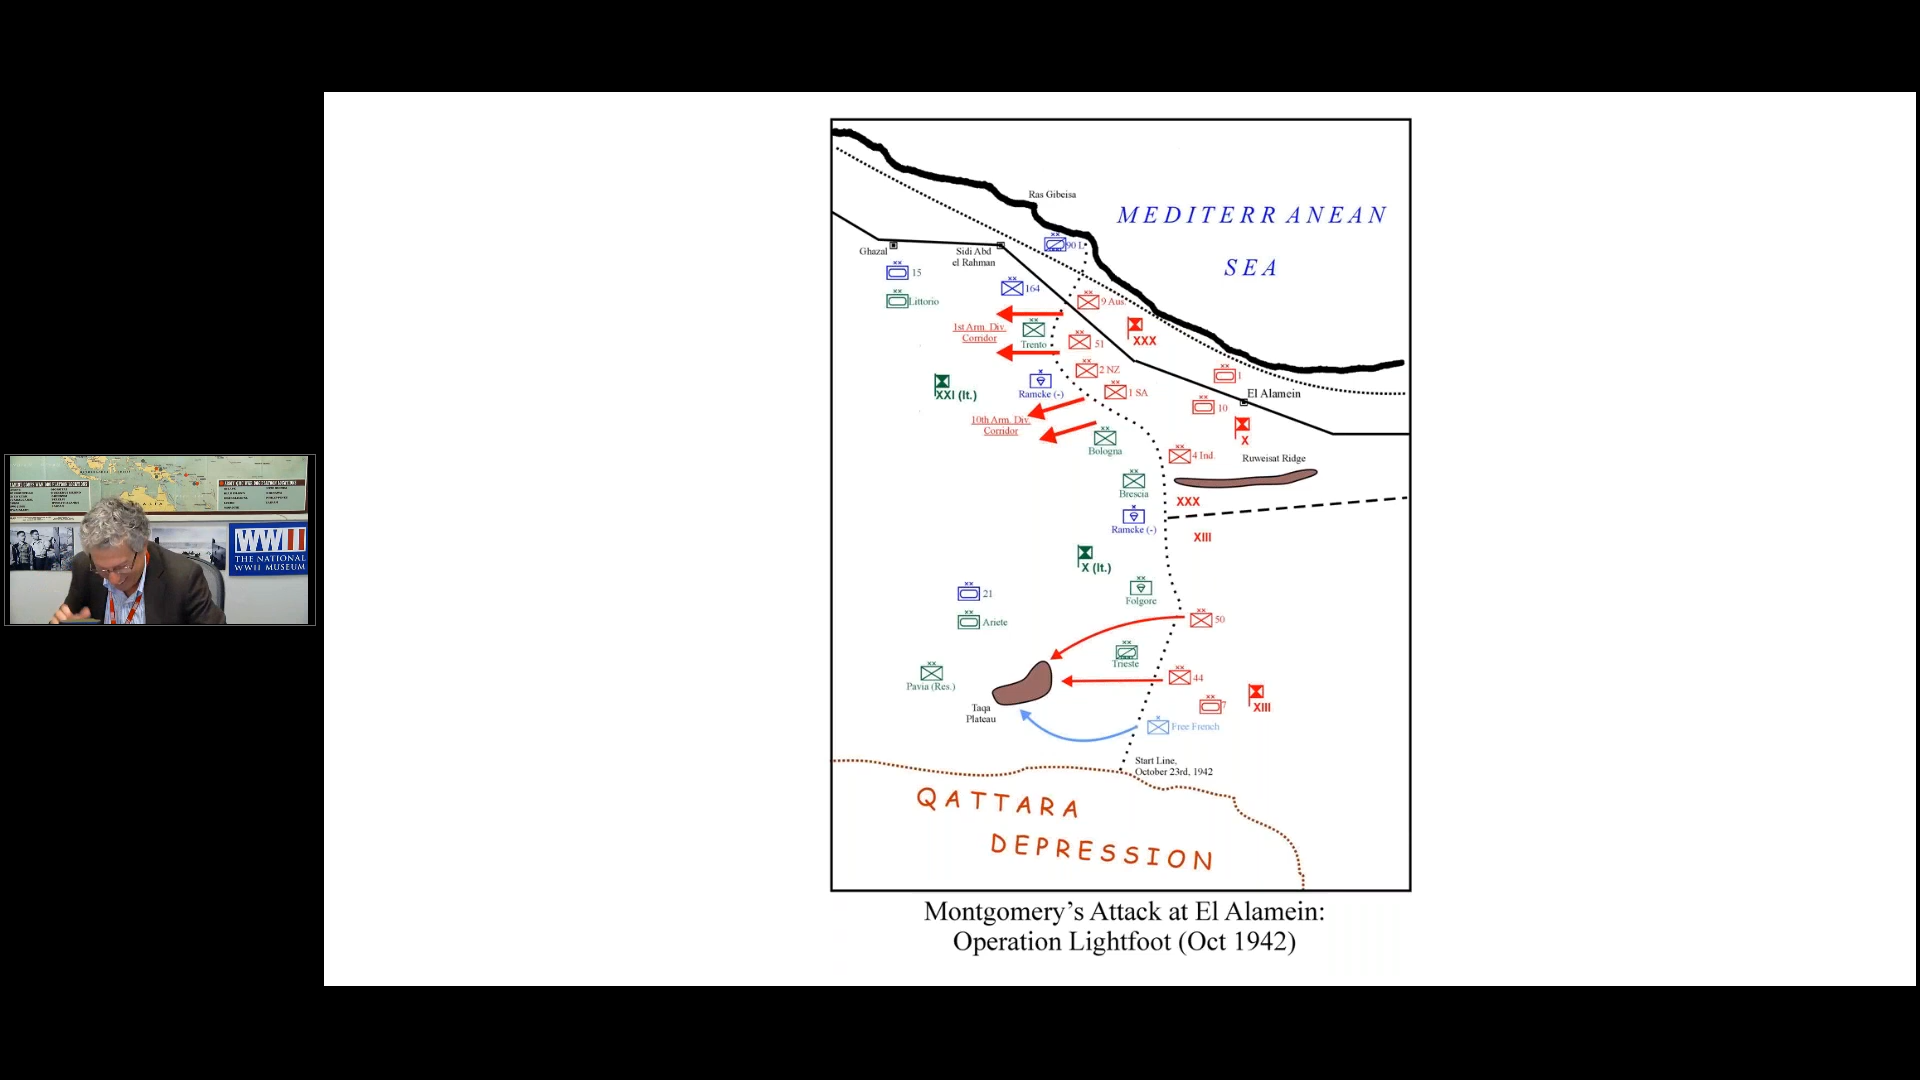 WWII
THE NATIONAL
WWII MUSEUM
Ras Gibeisa
MEDITERRANEAN
SEA
90 L
Ghazal
Sidi Abd
el Rahman
15
164
Littorio
9 Aus.
1st Arm. Div.
Corridor
Trento
51
XXX
2 NZ
1
XXI (It.)
Ramcke (-)
1 SA
El Alamein
10
10th Arm. Div.
Corridor
X
Bologna
4 Ind.
Ruweisat Ridge
Brescia
XXX
Ramcke (-)
XIII
X (It.)
21
Folgore
Ariete
50
Trieste
Pavia (Res.)
44
7
XIII
Taqa
Plateau
Free French
Start Line,
October 23rd, 1942
QATTARA
DEPRESSION
Montgomery's Attack at El Alamein:
Operation Lightfoot (Oct 1942)